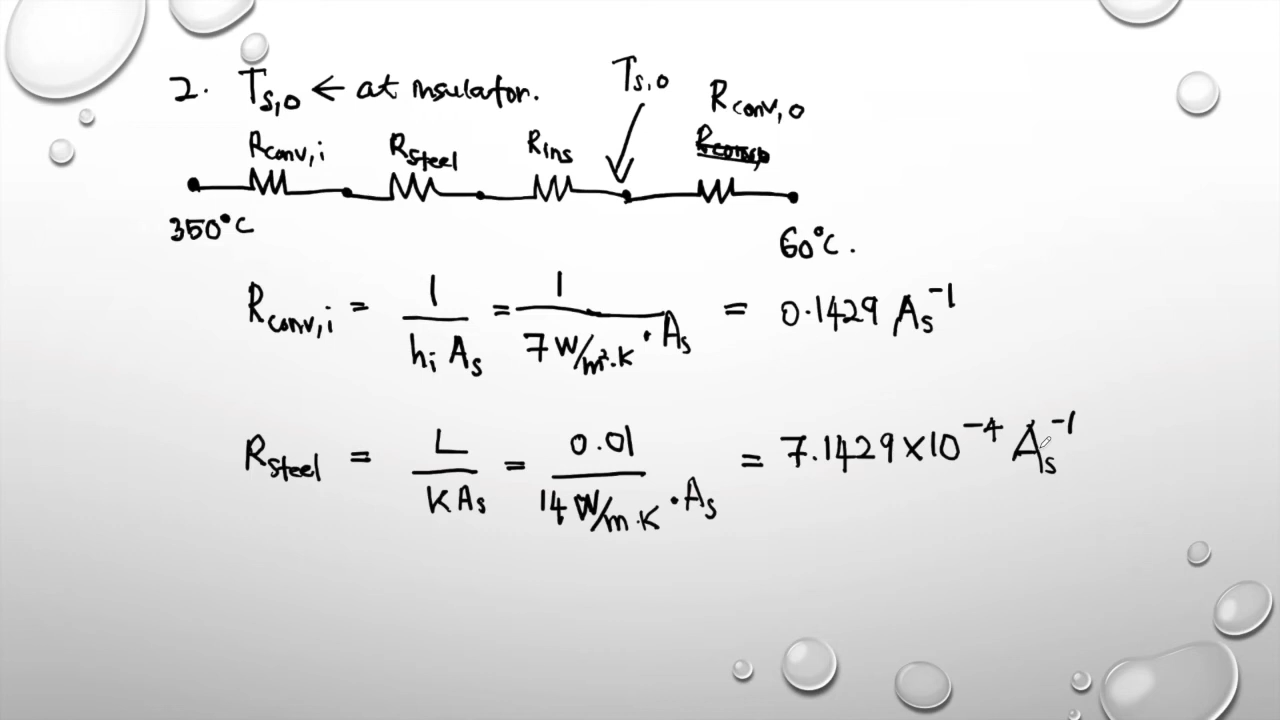 2. Ts,o ← at insulator.
Ts,o
Rconv,o
Rconv,i Rsteel Rins
350°C
60°C.
Rconv,i = 1 / hi As = 1 / 7 W/m².K · As = 0.1429 As⁻¹
Rsteel = L / K As = 0.01 / 14 W/m.K · As = 7.1429 × 10⁻⁴ As⁻¹